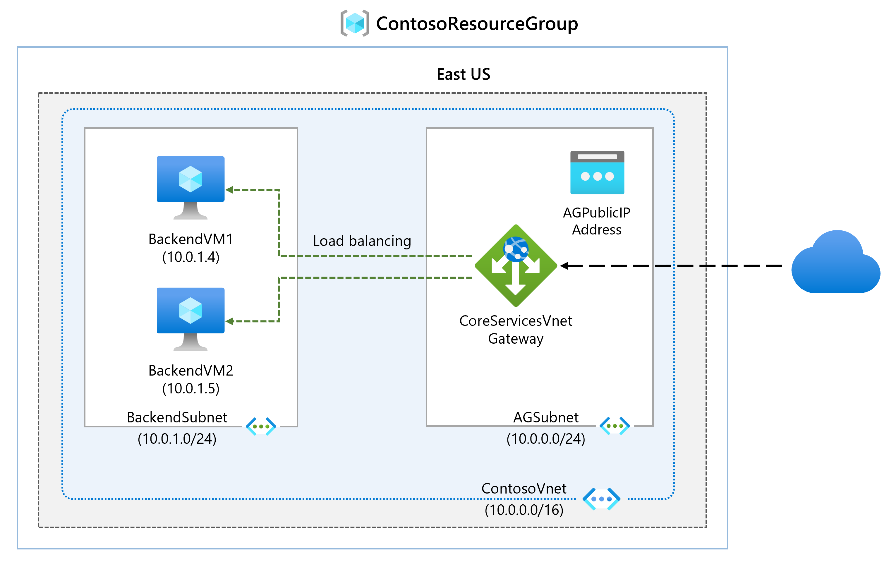 ContosoResourceGroup
East US
BackendVM1
(10.0.1.4)
BackendVM2
(10.0.1.5)
BackendSubnet
(10.0.1.0/24)
Load balancing
AGPublicIP
Address
CoreServicesVnet
Gateway
AGSubnet
(10.0.0.0/24)
ContosoVnet
(10.0.0.0/16)